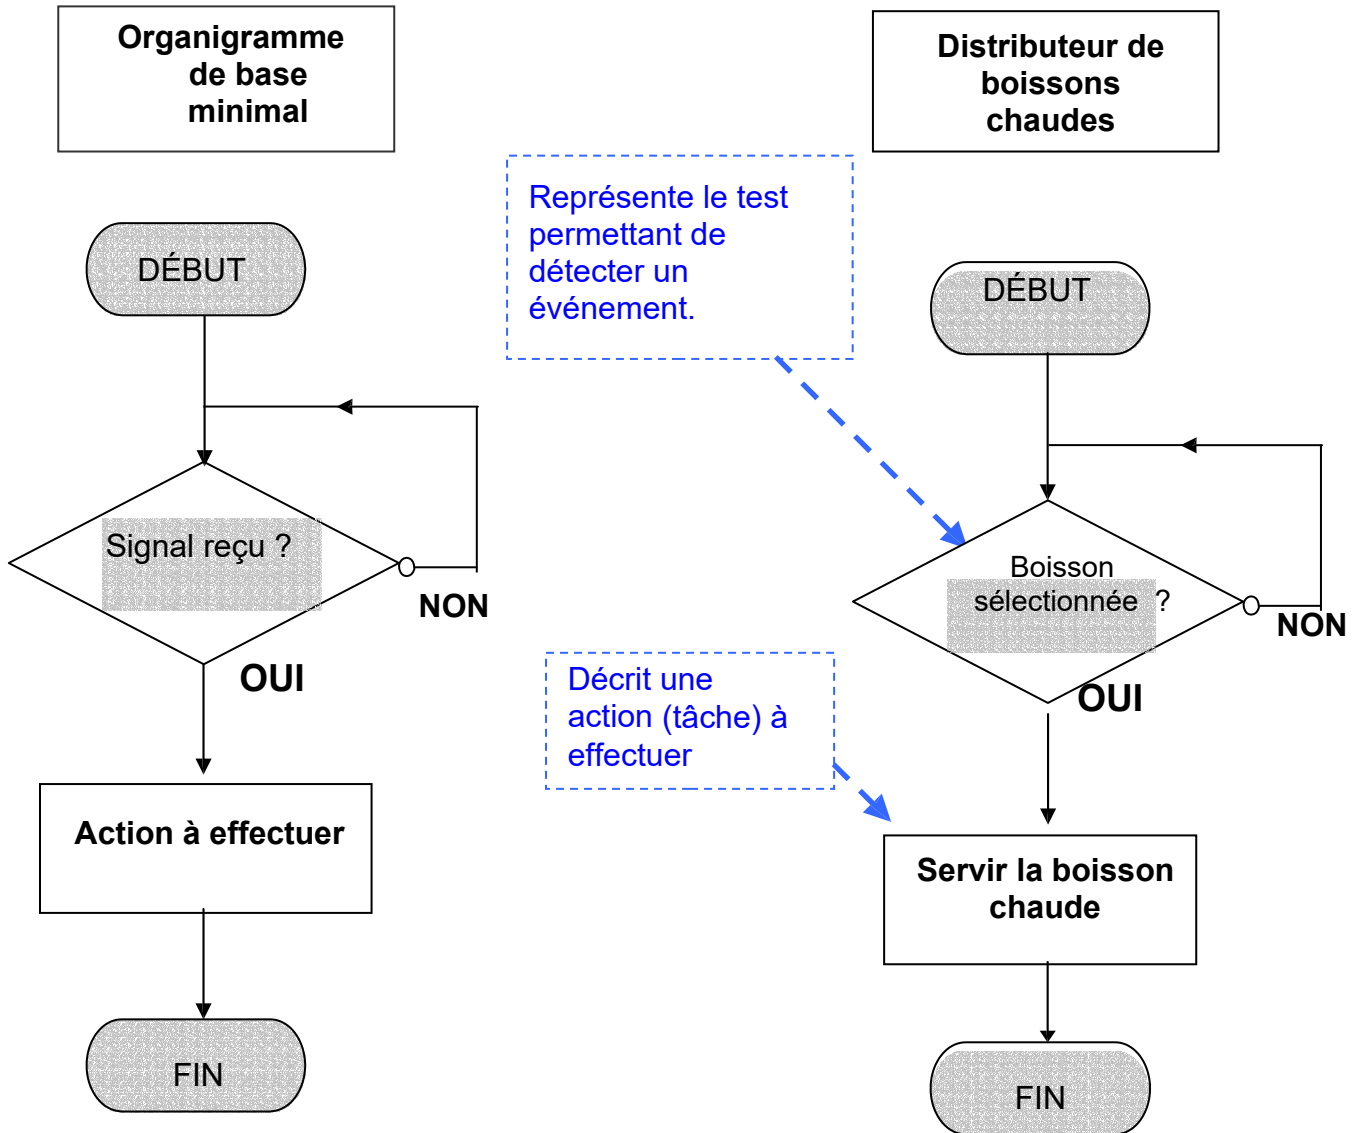 Organigramme
de base
minimal
Distributeur de
boissons
chaudes
Représente le test
permettant de
détecter un
événement.
DÉBUT
DÉBUT
Signal reçu ?
NON
OUI
Boisson
sélectionnée ?
NON
OUI
Décrit une
action (tâche) à
effectuer
Action à effectuer
Servir la boisson
chaude
FIN
FIN